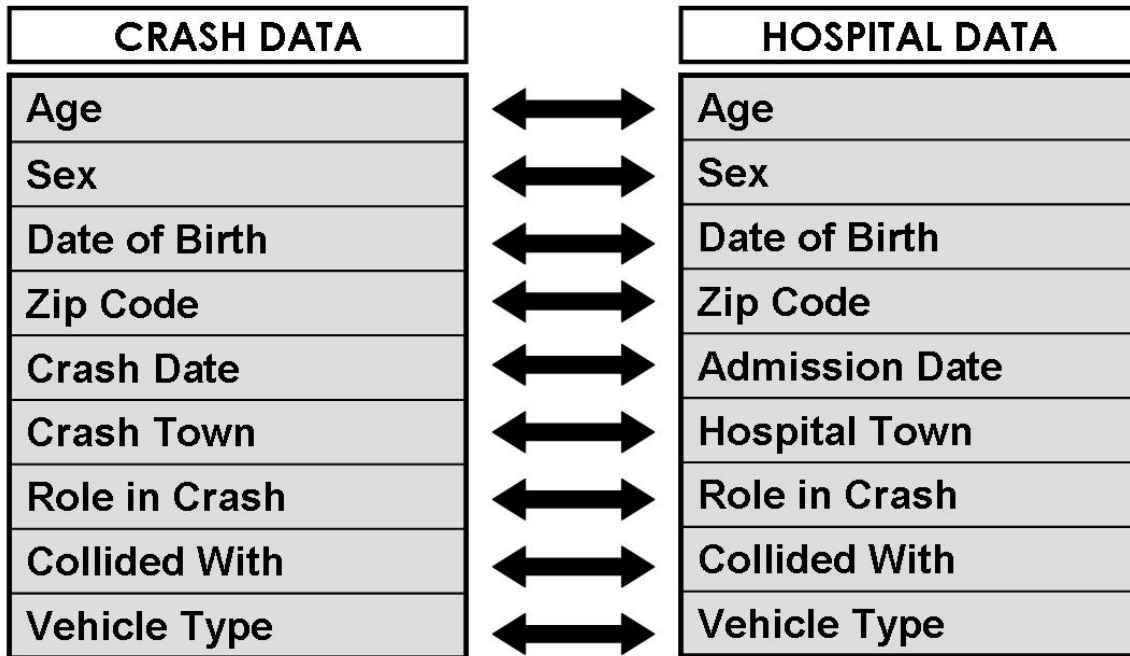 CRASH DATA
HOSPITAL DATA
Age
Age
Sex
Sex
Date of Birth
Date of Birth
Zip Code
Zip Code
Crash Date
Admission Date
Crash Town
Hospital Town
Role in Crash
Role in Crash
Collided With
Collided With
Vehicle Type
Vehicle Type